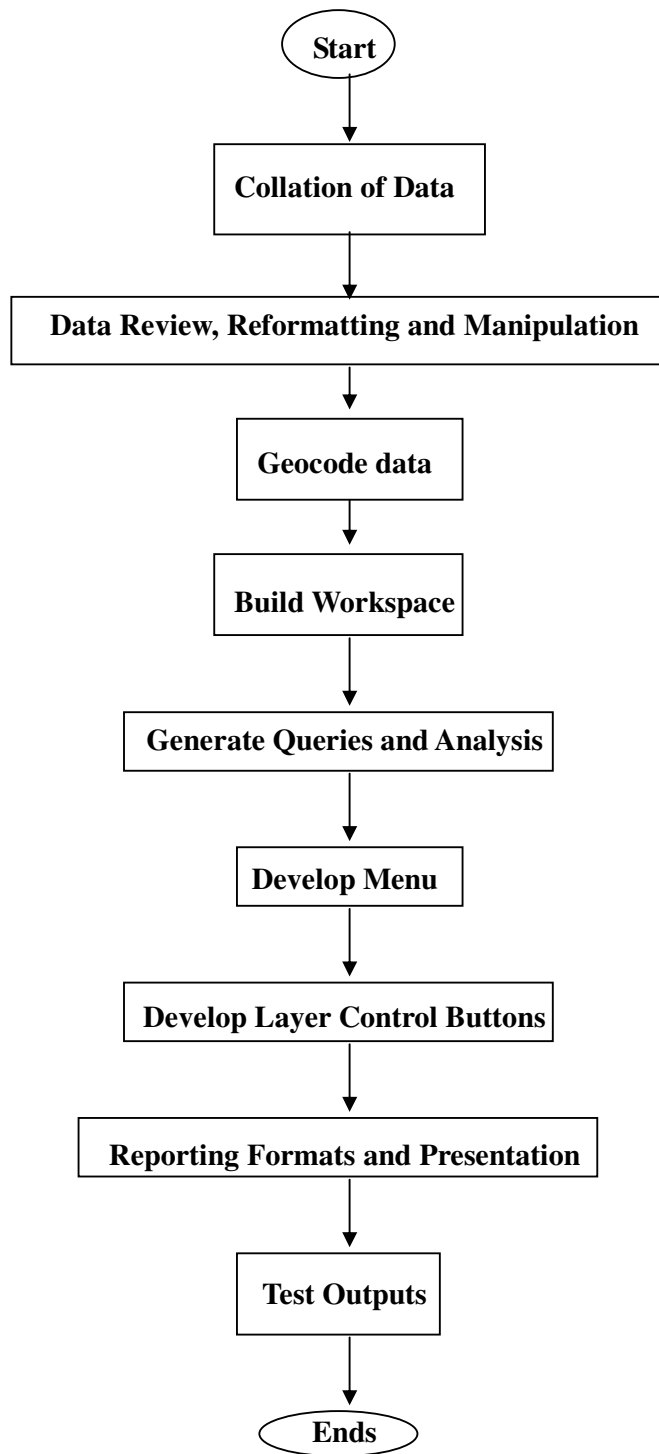 Start
Collation of Data
Data Review, Reformatting and Manipulation
Geocode data
Build Workspace
Generate Queries and Analysis
Develop Menu
Develop Layer Control Buttons
Reporting Formats and Presentation
Test Outputs
Ends